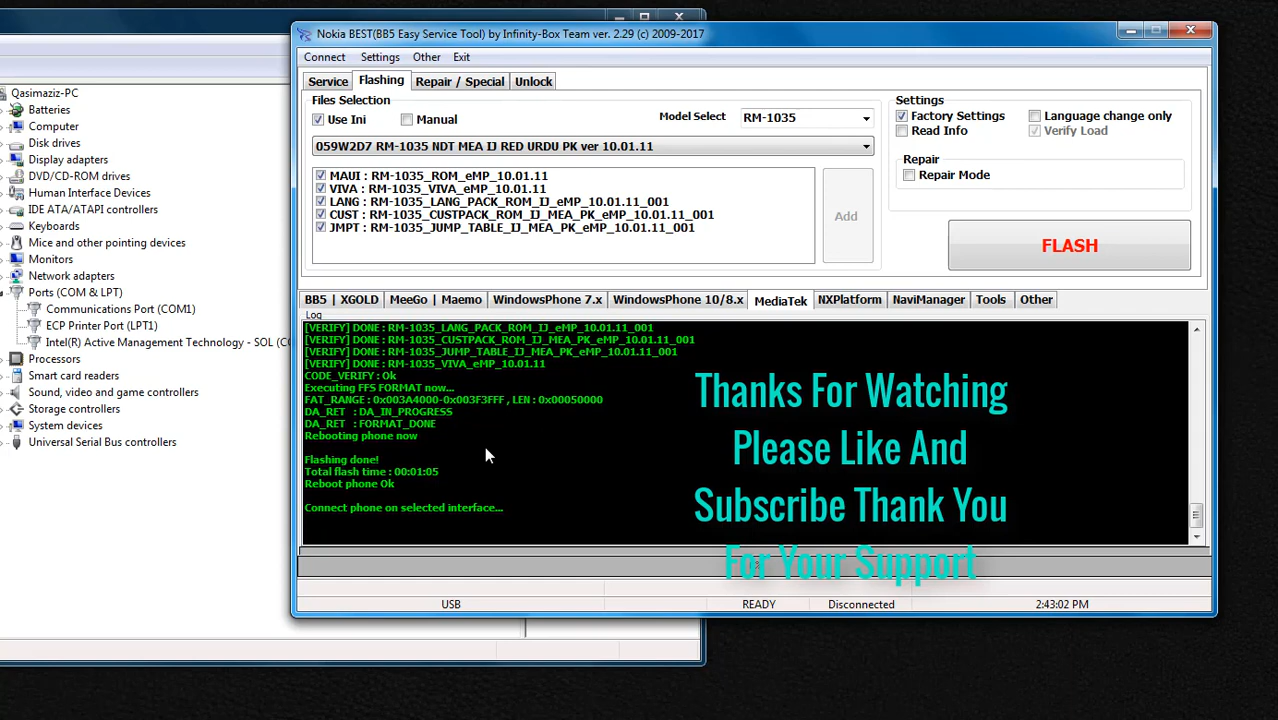 Nokia BEST(BB5 Easy Service Tool) by Infinity-Box Team ver. 2.29 (c) 2009-2017
Connect Settings Other Exit
Service Flashing Repair / Special Unlock
Files Selection
Use Ini Manual Model Select RM-1035
059W2D7 RM-1035 NDT MEA IJ RED URDU PK ver 10.01.11
MAUI : RM-1035_ROM_eMP_10.01.11
VIVA : RM-1035_VIVA_eMP_10.01.11
LANG : RM-1035_LANG_PACK_ROM_IJ_eMP_10.01.11_001
CUST : RM-1035_CUSTPACK_ROM_IJ_MEA_PK_eMP_10.01.11_001
JMPT : RM-1035_JUMP_TABLE_IJ_MEA_PK_eMP_10.01.11_001
Add
Settings
Factory Settings Language change only
Read Info Verify Load
Repair
Repair Mode
FLASH
BB5 | XGOLD MeeGo | Maemo WindowsPhone 7.x WindowsPhone 10/8.x MediaTek NXPlatform NaviManager Tools Other
Log
[VERIFY] DONE : RM-1035_LANG_PACK_ROM_IJ_eMP_10.01.11_001
[VERIFY] DONE : RM-1035_CUSTPACK_ROM_IJ_MEA_PK_eMP_10.01.11_001
[VERIFY] DONE : RM-1035_JUMP_TABLE_IJ_MEA_PK_eMP_10.01.11_001
[VERIFY] DONE : RM-1035_VIVA_eMP_10.01.11
CODE_VERIFY : Ok
Executing FFS FORMAT now...
FAT_RANGE : 0x003A4000-0x003F3FFF , LEN : 0x00050000
DA_RET : DA_IN_PROGRESS
DA_RET : FORMAT_DONE
Rebooting phone now
Flashing done!
Total flash time : 00:01:05
Reboot phone Ok
Connect phone on selected interface...
Thanks For Watching
Please Like And
Subscribe Thank You
For Your Support
USB READY Disconnected 2:43:02 PM
Qasimaziz-PC
Batteries
Computer
Disk drives
Display adapters
DVD/CD-ROM drives
Human Interface Devices
IDE ATA/ATAPI controllers
Keyboards
Mice and other pointing devices
Monitors
Network adapters
Ports (COM & LPT)
Communications Port (COM1)
ECP Printer Port (LPT1)
Intel(R) Active Management Technology - SOL (CO
Processors
Smart card readers
Sound, video and game controllers
Storage controllers
System devices
Universal Serial Bus controllers